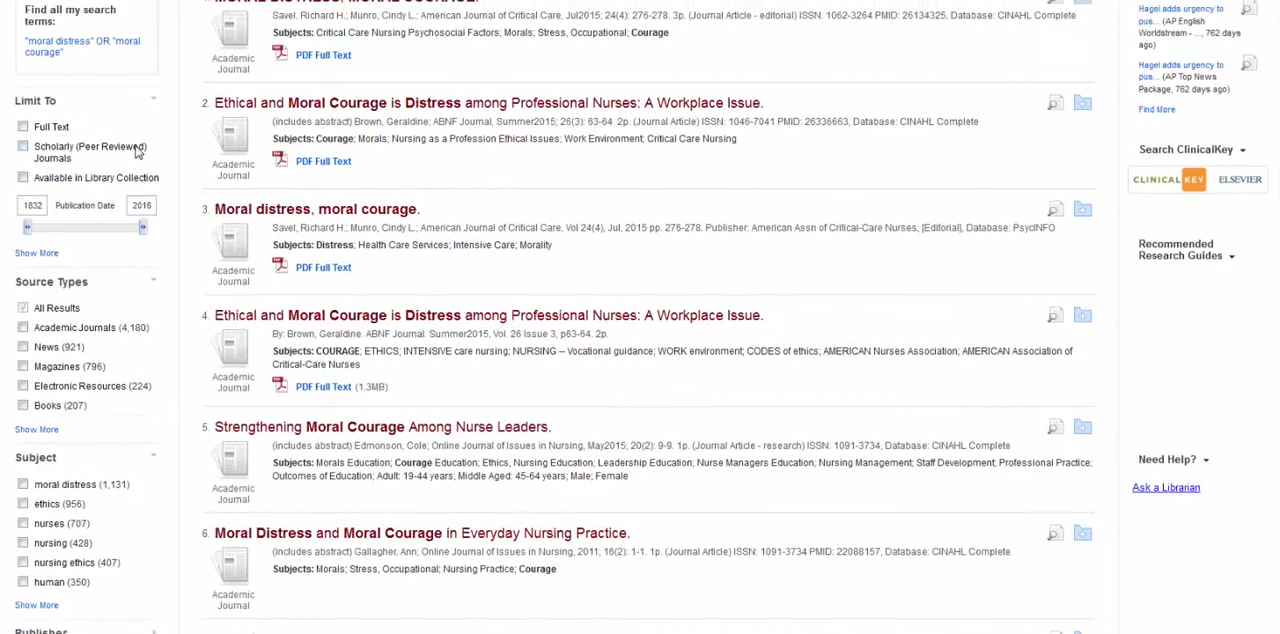 Find all my search
terms:
"moral distress" OR "moral
courage"
Limit To
Full Text
Scholarly (Peer Reviewed)
Journals
Available in Library Collection
1832 Publication Date 2016
Show More
Source Types
All Results
Academic Journals (4,180)
News (921)
Magazines (796)
Electronic Resources (224)
Books (207)
Show More
Subject
moral distress (1,131)
ethics (956)
nurses (707)
nursing (428)
nursing ethics (407)
human (350)
Show More
Publisher
Savel, Richard H.; Munro, Cindy L.; American Journal of Critical Care, Jul2015; 24(4): 276-278. 3p. (Journal Article - editorial) ISSN: 1062-3264 PMID: 26134325, Database: CINAHL Complete
Subjects: Critical Care Nursing Psychosocial Factors; Morals; Stress, Occupational; Courage
Academic
Journal
PDF Full Text
2. Ethical and Moral Courage is Distress among Professional Nurses: A Workplace Issue.
(includes abstract) Brown, Geraldine; ABNF Journal, Summer2015; 26(3): 63-64. 2p. (Journal Article) ISSN: 1046-7041 PMID: 26336663, Database: CINAHL Complete
Subjects: Courage; Morals; Nursing as a Profession Ethical Issues; Work Environment; Critical Care Nursing
Academic
Journal
PDF Full Text
3. Moral distress, moral courage.
Savel, Richard H.; Munro, Cindy L.; American Journal of Critical Care, Vol 24(4), Jul, 2015 pp. 276-278. Publisher: American Assn of Critical-Care Nurses; [Editorial], Database: PsycINFO
Subjects: Distress; Health Care Services; Intensive Care; Morality
Academic
Journal
PDF Full Text
4. Ethical and Moral Courage is Distress among Professional Nurses: A Workplace Issue.
By: Brown, Geraldine. ABNF Journal. Summer2015, Vol. 26 Issue 3, p63-64. 2p.
Subjects: COURAGE; ETHICS; INTENSIVE care nursing; NURSING -- Vocational guidance; WORK environment; CODES of ethics; AMERICAN Nurses Association; AMERICAN Association of
Critical-Care Nurses
Academic
Journal
PDF Full Text (1.3MB)
5. Strengthening Moral Courage Among Nurse Leaders.
(includes abstract) Edmonson, Cole; Online Journal of Issues in Nursing, May2015; 20(2): 9-9. 1p. (Journal Article - research) ISSN: 1091-3734, Database: CINAHL Complete
Subjects: Morals Education; Courage Education; Ethics, Nursing Education; Leadership Education; Nurse Managers Education; Nursing Management; Staff Development; Professional Practice;
Outcomes of Education; Adult: 19-44 years; Middle Aged: 45-64 years; Male; Female
Academic
Journal
6. Moral Distress and Moral Courage in Everyday Nursing Practice.
(includes abstract) Gallagher, Ann; Online Journal of Issues in Nursing, 2011; 16(2): 1-1. 1p. (Journal Article) ISSN: 1091-3734 PMID: 22088157, Database: CINAHL Complete
Subjects: Morals; Stress, Occupational; Nursing Practice; Courage
Academic
Journal
Hagel adds urgency to
pus... (AP English
Worldstream - ..., 762 days
ago)
Hagel adds urgency to
pus... (AP Top News
Package, 762 days ago)
Find More
Search ClinicalKey
CLINICAL KEY ELSEVIER
Recommended
Research Guides
Need Help?
Ask a Librarian